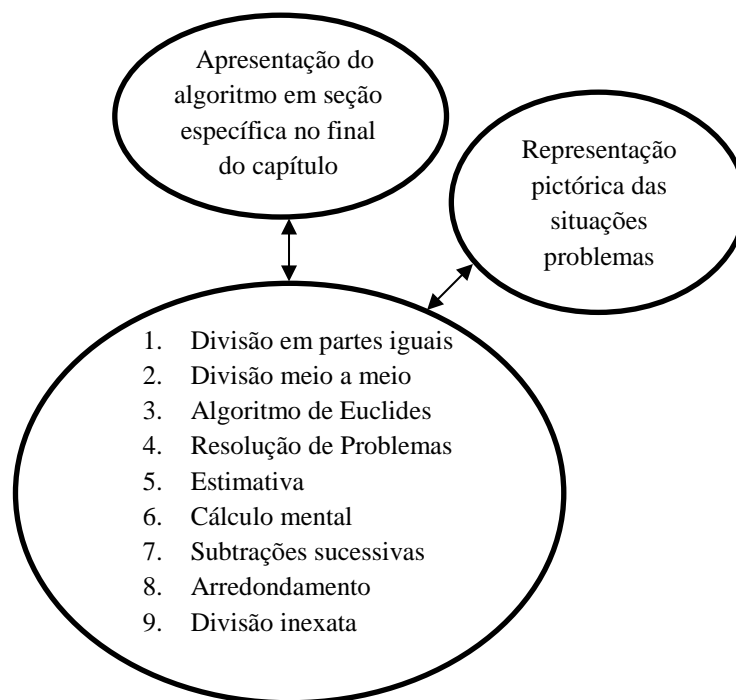 Apresentação do
algoritmo em seção
específica no final
do capítulo
Representação
pictórica das
situações
problemas
1. Divisão em partes iguais
2. Divisão meio a meio
3. Algoritmo de Euclides
4. Resolução de Problemas
5. Estimativa
6. Cálculo mental
7. Subtrações sucessivas
8. Arredondamento
9. Divisão inexata